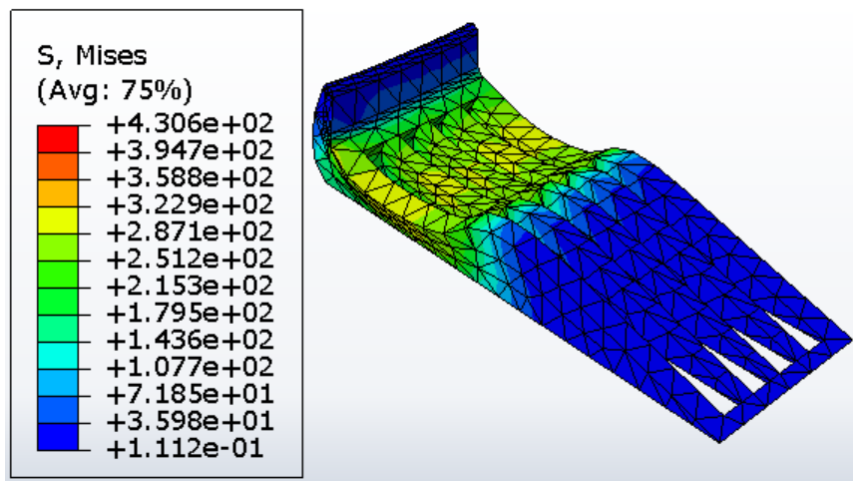 S, Mises
(Avg: 75%)
+4.306e+02
+3.947e+02
+3.588e+02
+3.229e+02
+2.871e+02
+2.512e+02
+2.153e+02
+1.795e+02
+1.436e+02
+1.077e+02
+7.185e+01
+3.598e+01
+1.112e-01